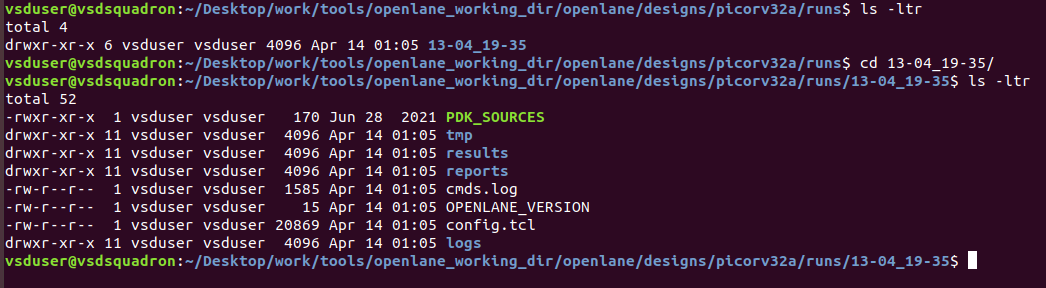 vsduser@vsdsquadron:~/Desktop/work/tools/openlane_working_dir/openlane/designs/picorv32a/runs$ ls -ltr
total 4
drwxr-xr-x 6 vsduser vsduser 4096 Apr 14 01:05 13-04_19-35
vsduser@vsdsquadron:~/Desktop/work/tools/openlane_working_dir/openlane/designs/picorv32a/runs$ cd 13-04_19-35/
vsduser@vsdsquadron:~/Desktop/work/tools/openlane_working_dir/openlane/designs/picorv32a/runs/13-04_19-35$ ls -ltr
total 52
-rwxr-xr-x  1 vsduser vsduser   170 Jun 28  2021 PDK_SOURCES
drwxr-xr-x 11 vsduser vsduser  4096 Apr 14 01:05 tmp
drwxr-xr-x 11 vsduser vsduser  4096 Apr 14 01:05 results
drwxr-xr-x 11 vsduser vsduser  4096 Apr 14 01:05 reports
-rw-r--r--  1 vsduser vsduser  1585 Apr 14 01:05 cmds.log
-rw-r--r--  1 vsduser vsduser    15 Apr 14 01:05 OPENLANE_VERSION
-rw-r--r--  1 vsduser vsduser 20869 Apr 14 01:05 config.tcl
drwxr-xr-x 11 vsduser vsduser  4096 Apr 14 01:05 logs
vsduser@vsdsquadron:~/Desktop/work/tools/openlane_working_dir/openlane/designs/picorv32a/runs/13-04_19-35$